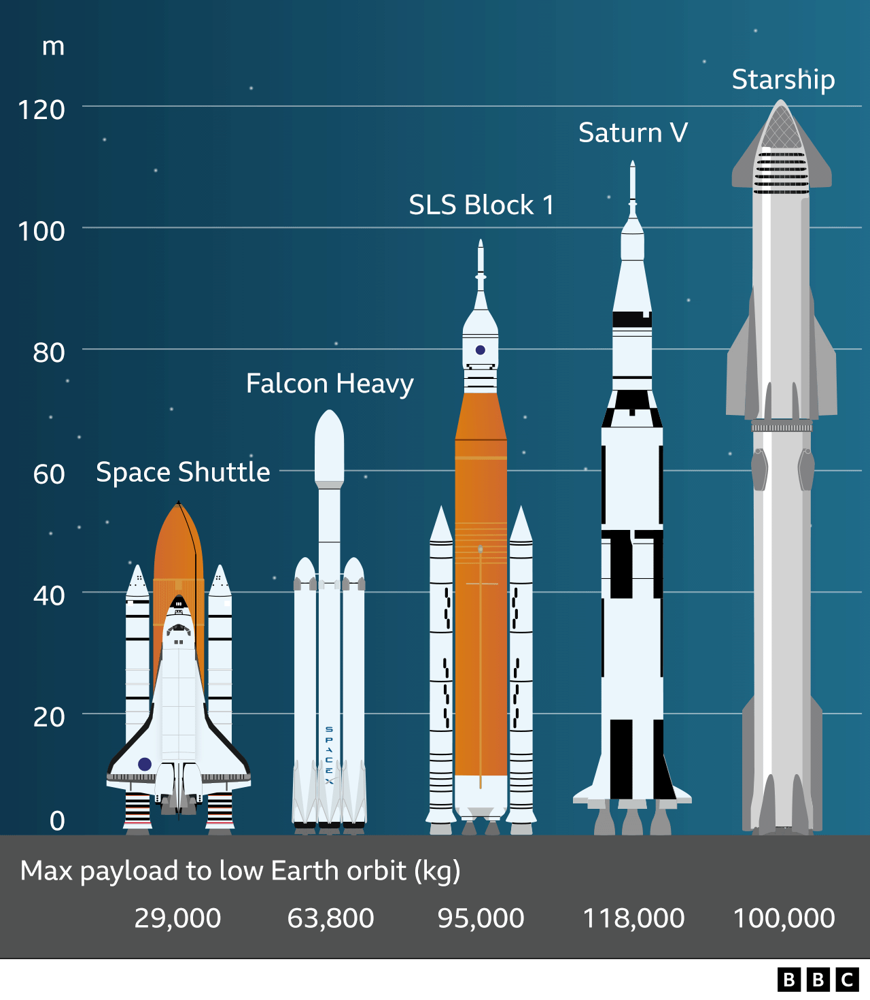 m
120
Starship
Saturn V
SLS Block 1
100
80
Falcon Heavy
Space Shuttle
60
40
20
SPACEX
0
Max payload to low Earth orbit (kg)
29,000 63,800 95,000 118,000 100,000
BBC